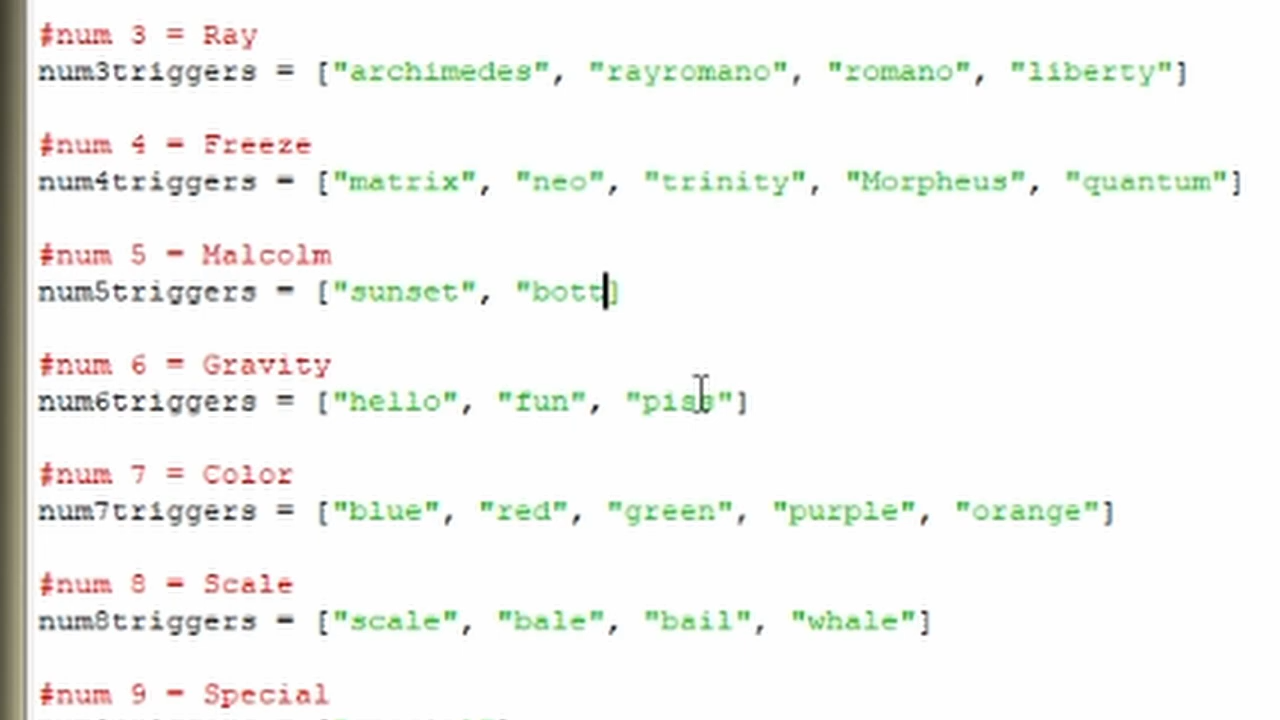 #num 3 = Ray
num3triggers = ["archimedes", "rayromano", "romano", "liberty"]
#num 4 = Freeze
num4triggers = ["matrix", "neo", "trinity", "Morpheus", "quantum"]
#num 5 = Malcolm
num5triggers = ["sunset", "bott]
#num 6 = Gravity
num6triggers = ["hello", "fun", "piss"]
#num 7 = Color
num7triggers = ["blue", "red", "green", "purple", "orange"]
#num 8 = Scale
num8triggers = ["scale", "bale", "bail", "whale"]
#num 9 = Special